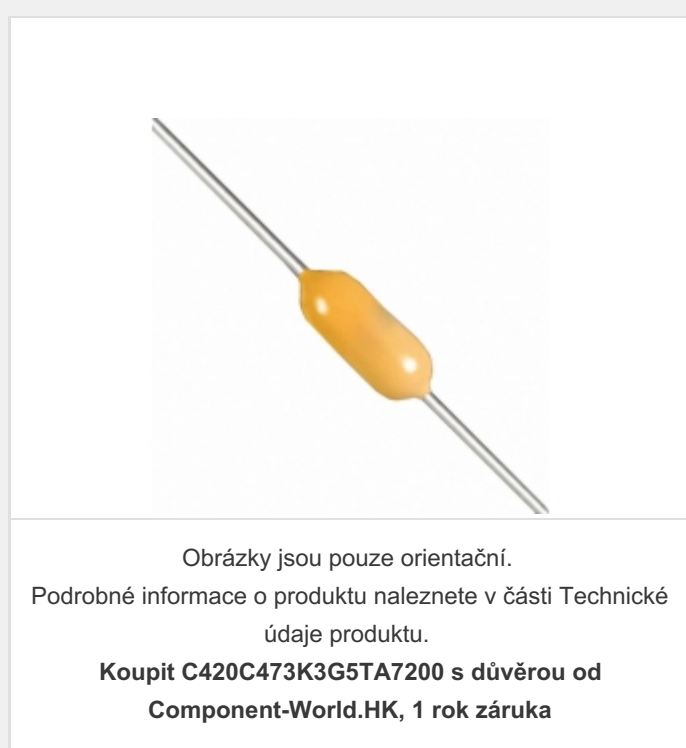 Obrázky jsou pouze orientační.
Podrobné informace o produktu naleznete v části Technické
údaje produktu.
Koupit C420C473K3G5TA7200 s důvěrou od
Component-World.HK, 1 rok záruka